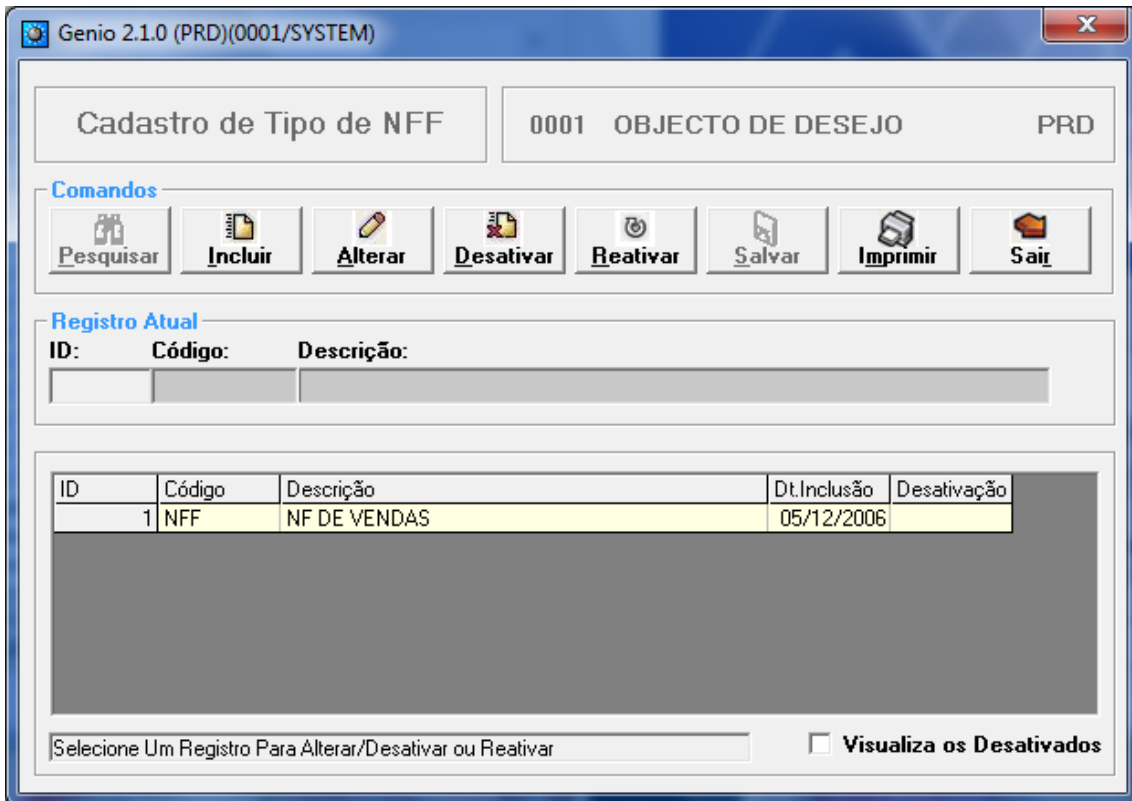 Genio 2.1.0 (PRD)(0001/SYSTEM)
Cadastro de Tipo de NFF
0001 OBJECTO DE DESEJO PRD
Comandos
Pesquisar Incluir Alterar Desativar Reativar Salvar Imprimir Sair
Registro Atual
ID: Código: Descrição:
ID Código Descrição Dt.Inclusão Desativação
1 NFF NF DE VENDAS 05/12/2006
Selecione Um Registro Para Alterar/Desativar ou Reativar
Visualiza os Desativados